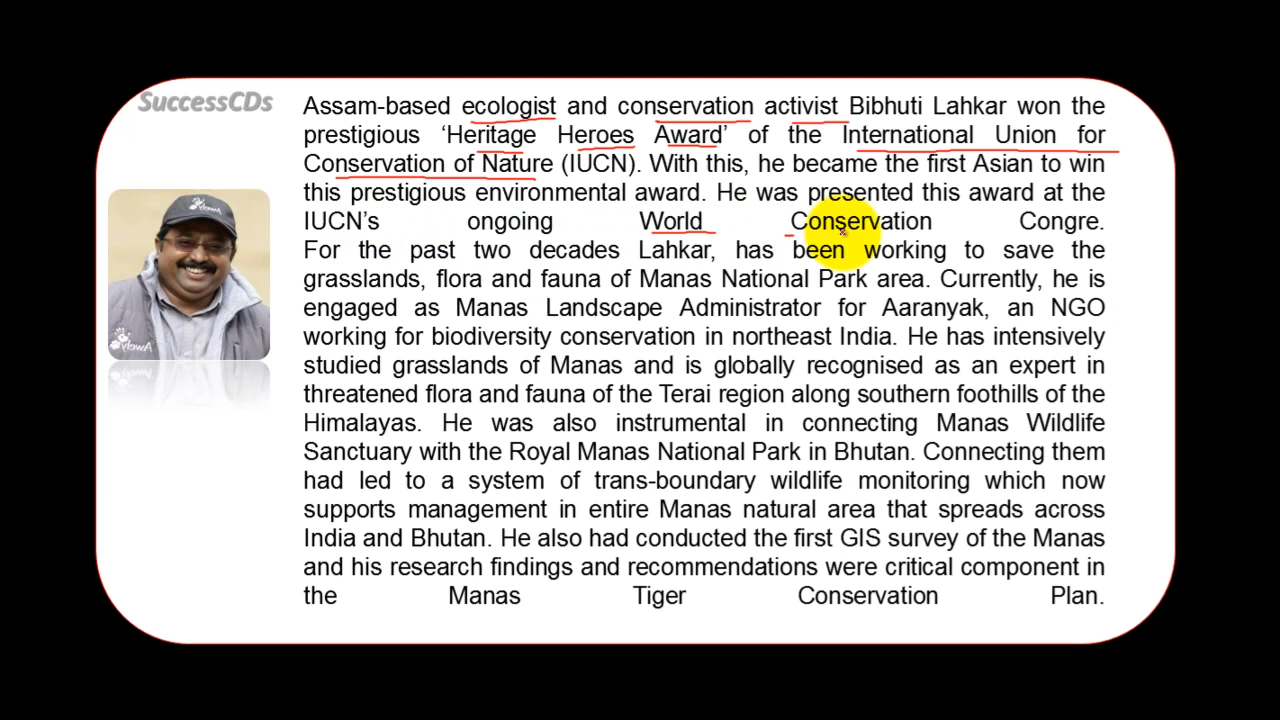 SuccessCDs
Assam-based ecologist and conservation activist Bibhuti Lahkar won the
prestigious ‘Heritage Heroes Award’ of the International Union for
Conservation of Nature (IUCN). With this, he became the first Asian to win
this prestigious environmental award. He was presented this award at the
IUCN’s ongoing World Conservation Congre.
For the past two decades Lahkar, has been working to save the
grasslands, flora and fauna of Manas National Park area. Currently, he is
engaged as Manas Landscape Administrator for Aaranyak, an NGO
working for biodiversity conservation in northeast India. He has intensively
studied grasslands of Manas and is globally recognised as an expert in
threatened flora and fauna of the Terai region along southern foothills of the
Himalayas. He was also instrumental in connecting Manas Wildlife
Sanctuary with the Royal Manas National Park in Bhutan. Connecting them
had led to a system of trans-boundary wildlife monitoring which now
supports management in entire Manas natural area that spreads across
India and Bhutan. He also had conducted the first GIS survey of the Manas
and his research findings and recommendations were critical component in
the Manas Tiger Conservation Plan.